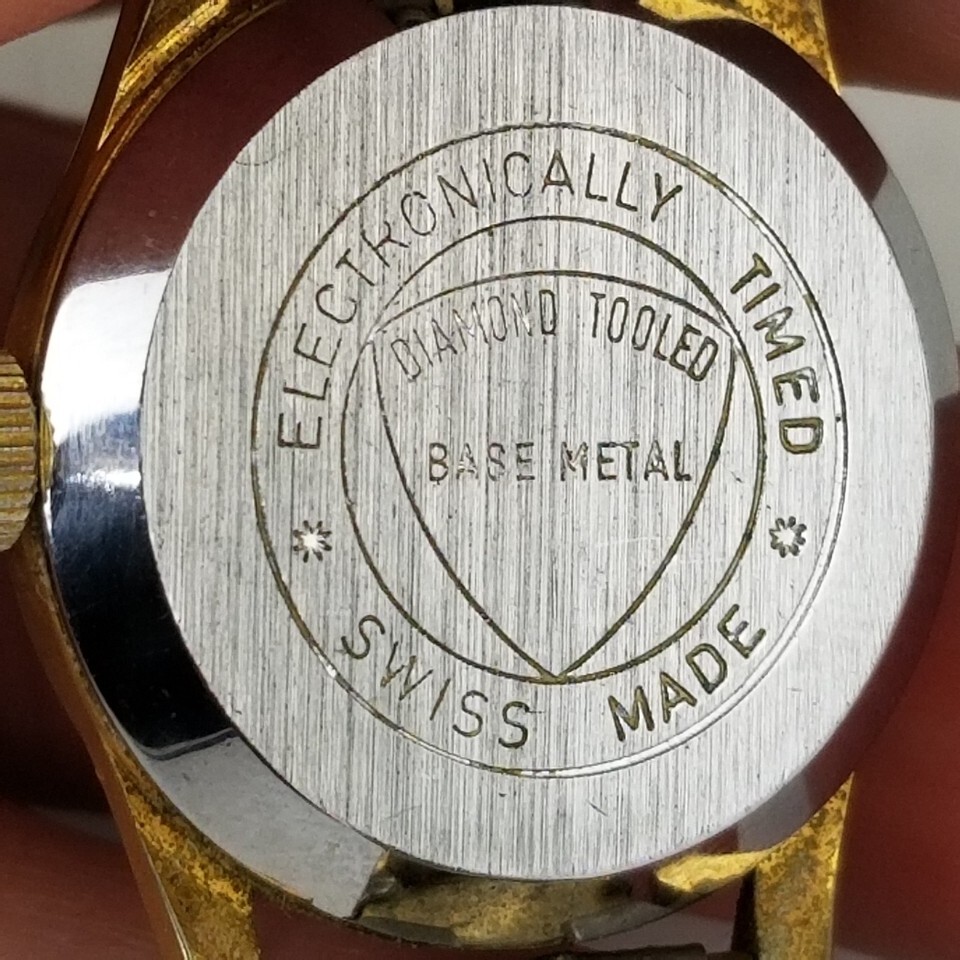 ELECTRONICALLY TIMED
DIAMOND TOOLED
BASE METAL
SWISS MADE